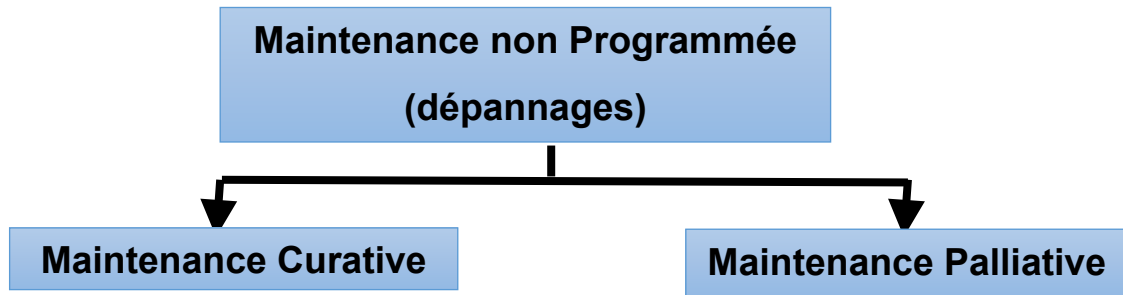 Maintenance non Programmée
(dépannages)
Maintenance Curative
Maintenance Palliative